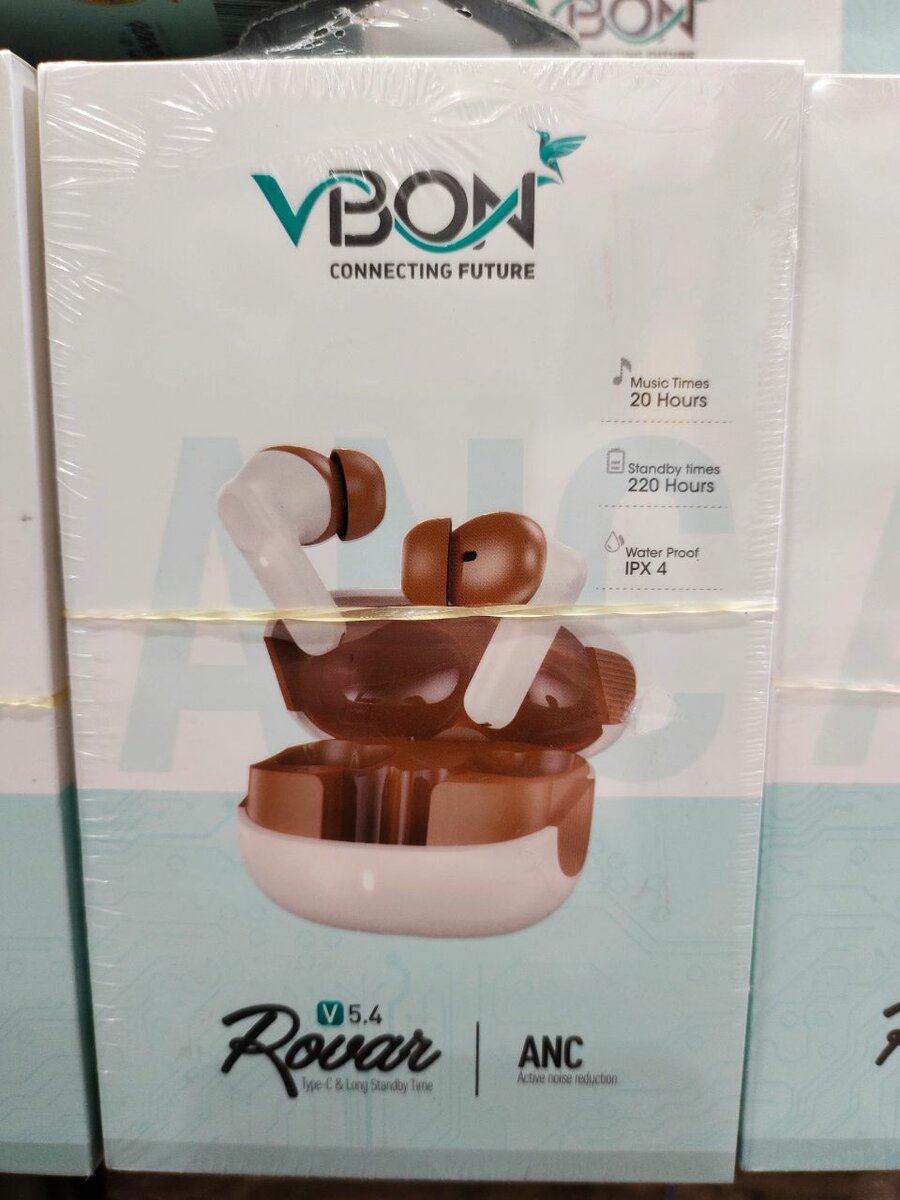 VBON
CONNECTING FUTURE
BON
Music Times
20 Hours
Standby times
220 Hours
Water Proof
IPX 4
ANC
V 5.4
Rovar
Type-C & Long Standby Time
ANC
Active noise reduction